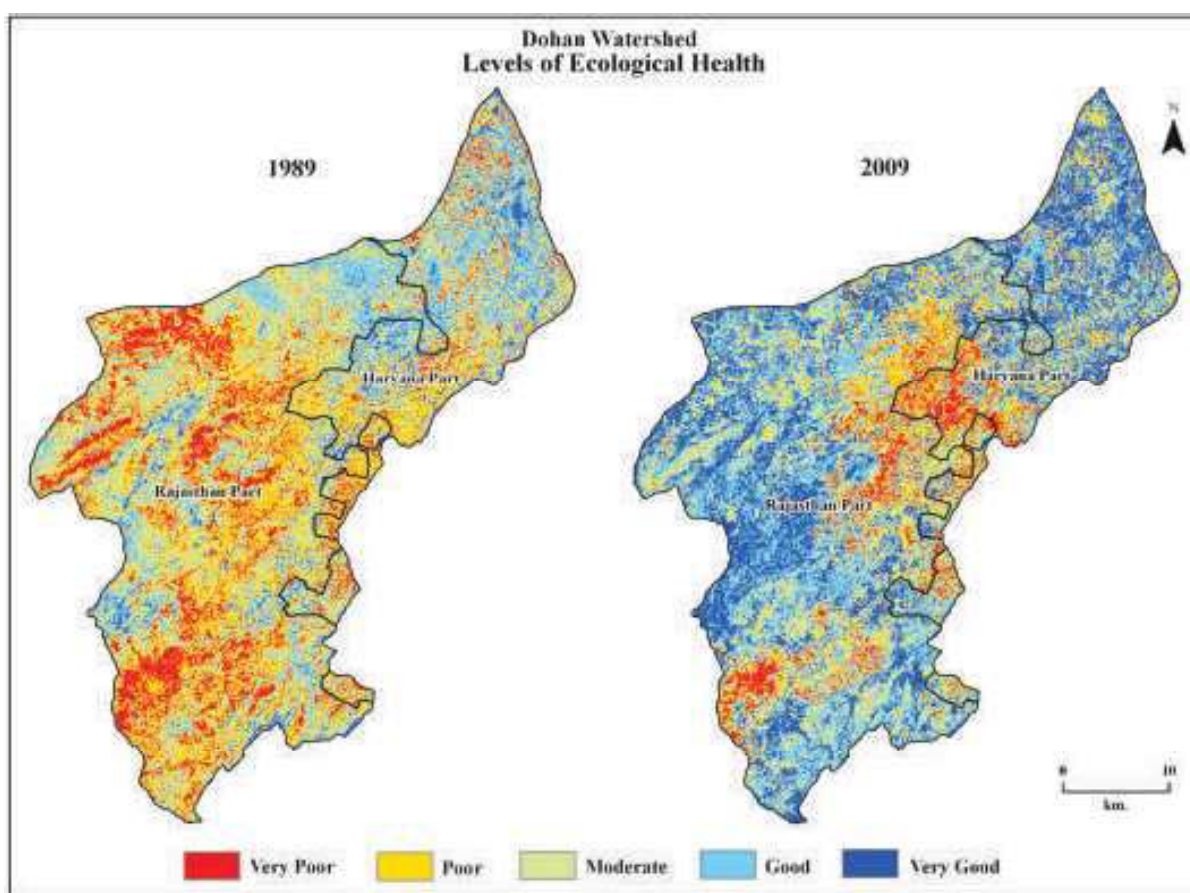 Dohan Watershed
Levels of Ecological Health
1989
2009
N
Haryana Part
Haryana Part
Rajasthan Part
Rajasthan Part
0 10
km.
Very Poor Poor Moderate Good Very Good